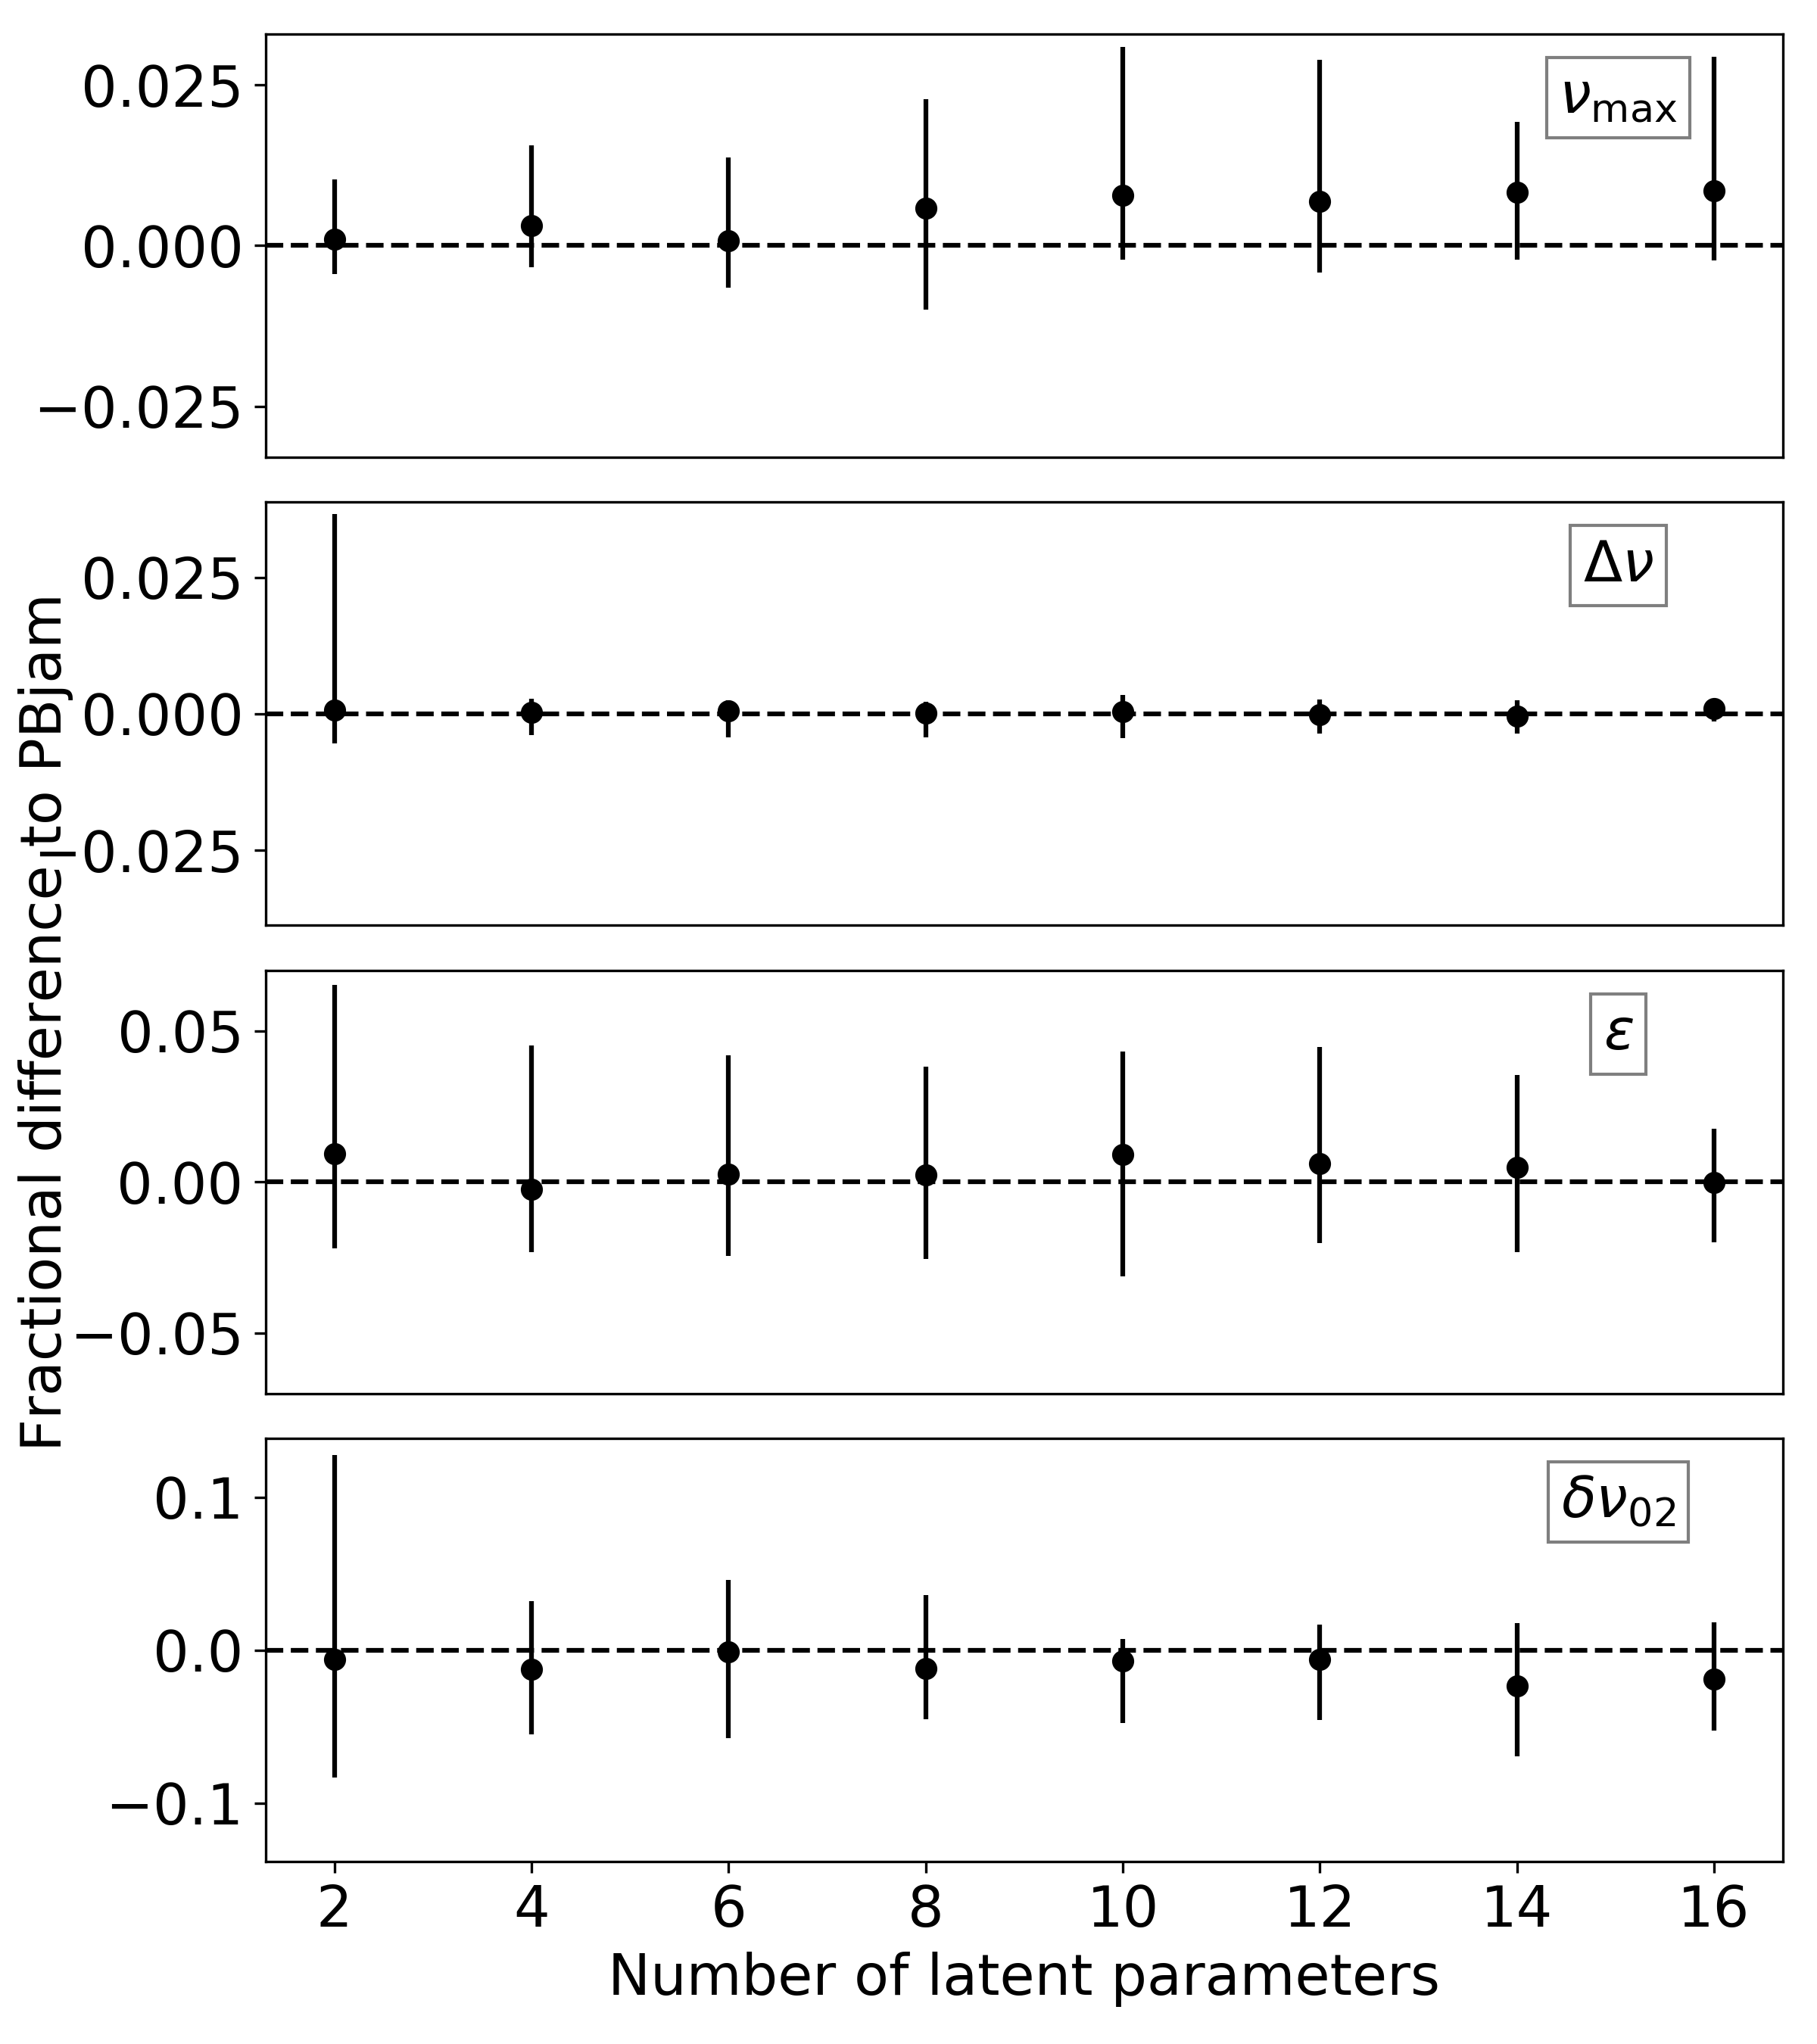 0.025
0.000
−0.025
ν_max
0.025
0.000
−0.025
Δν
0.05
0.00
−0.05
ε
0.1
0.0
−0.1
δν_02
Fractional difference to PBjam
2 4 6 8 10 12 14 16
Number of latent parameters